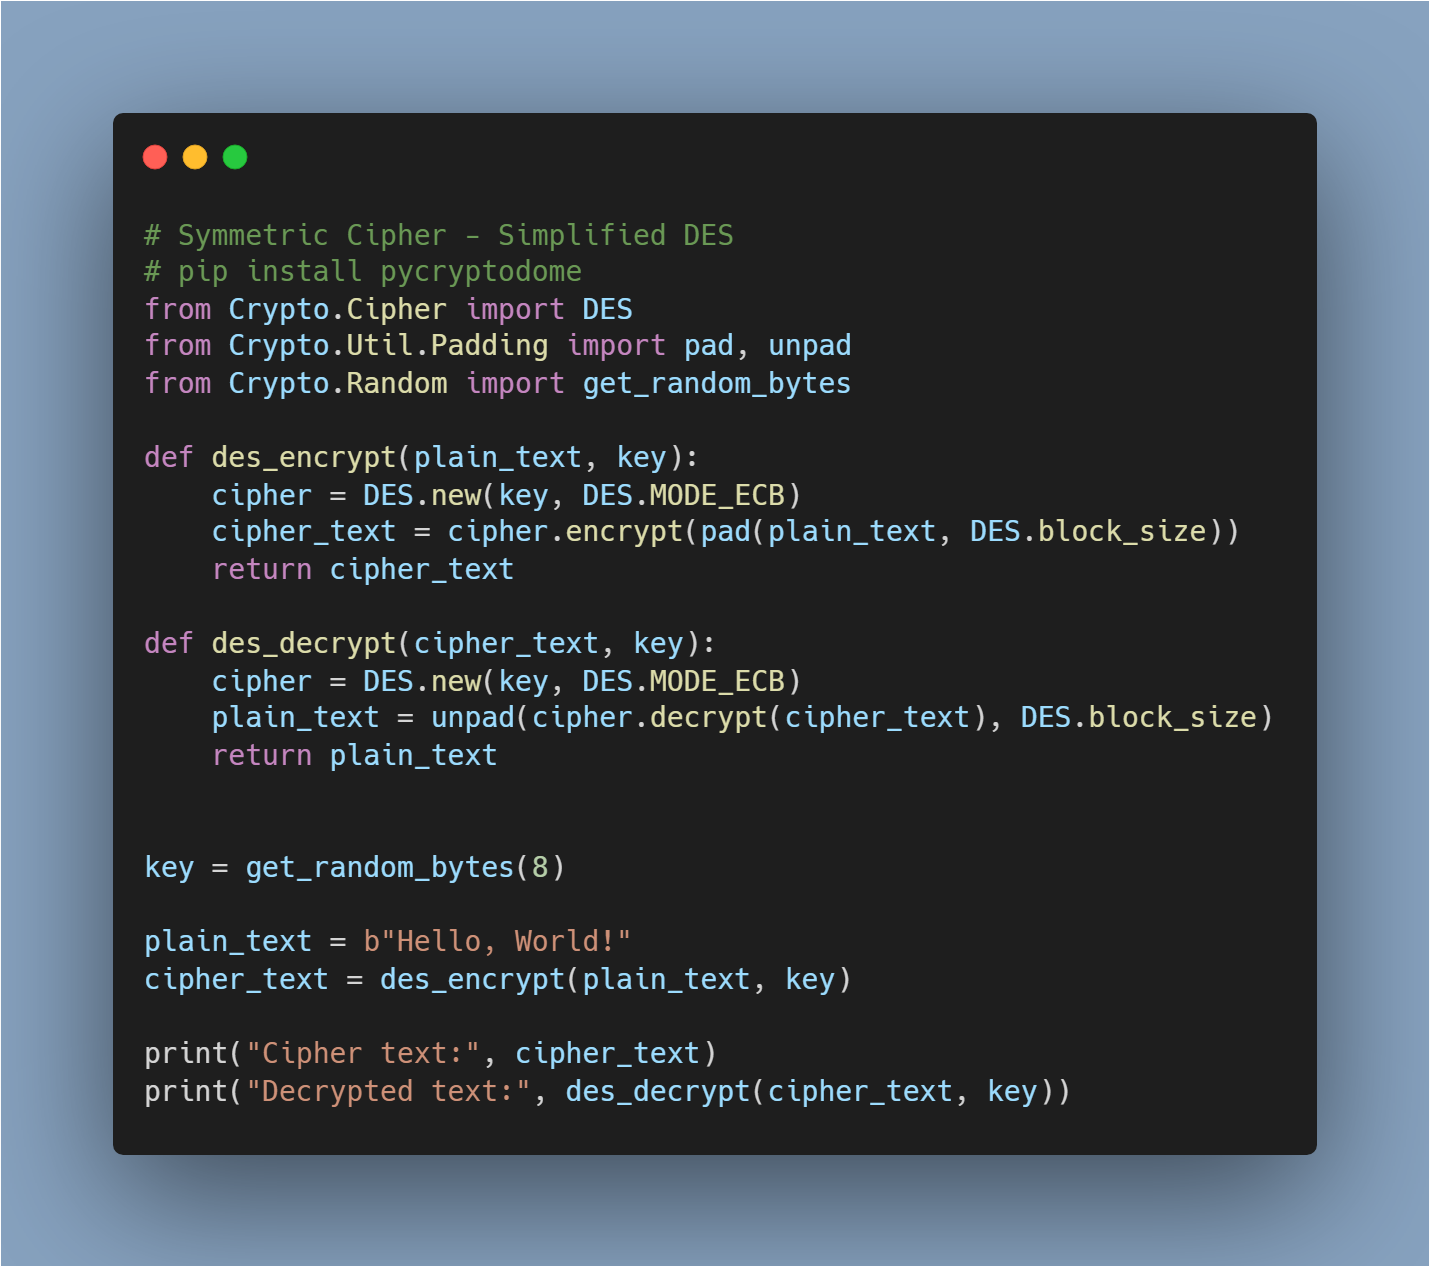 # Symmetric Cipher - Simplified DES
# pip install pycryptodome
from Crypto.Cipher import DES
from Crypto.Util.Padding import pad, unpad
from Crypto.Random import get_random_bytes

def des_encrypt(plain_text, key):
    cipher = DES.new(key, DES.MODE_ECB)
    cipher_text = cipher.encrypt(pad(plain_text, DES.block_size))
    return cipher_text

def des_decrypt(cipher_text, key):
    cipher = DES.new(key, DES.MODE_ECB)
    plain_text = unpad(cipher.decrypt(cipher_text), DES.block_size)
    return plain_text


key = get_random_bytes(8)

plain_text = b"Hello, World!"
cipher_text = des_encrypt(plain_text, key)

print("Cipher text:", cipher_text)
print("Decrypted text:", des_decrypt(cipher_text, key))